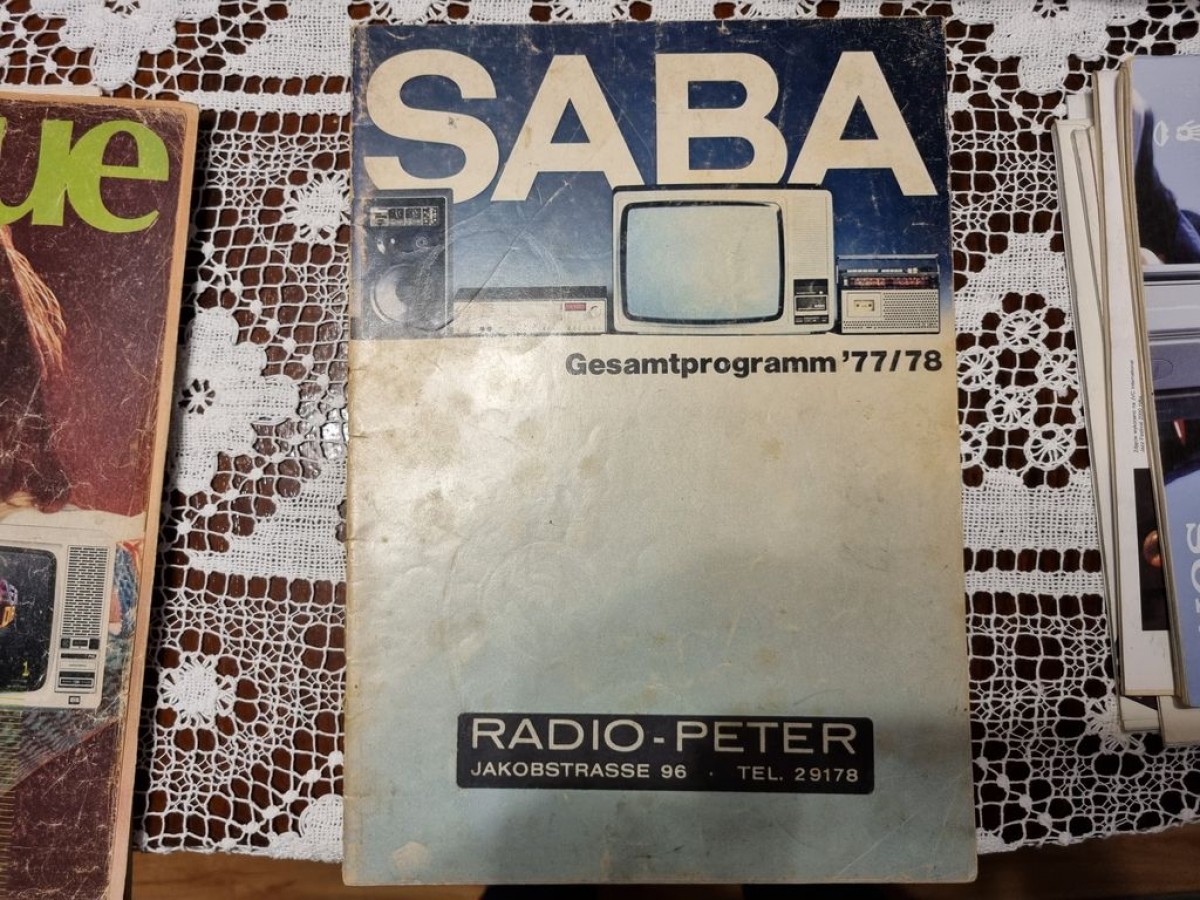 SABA
Gesamtprogramm '77/78
RADIO-PETER
JAKOBSTRASSE 96 · TEL. 29178
ue